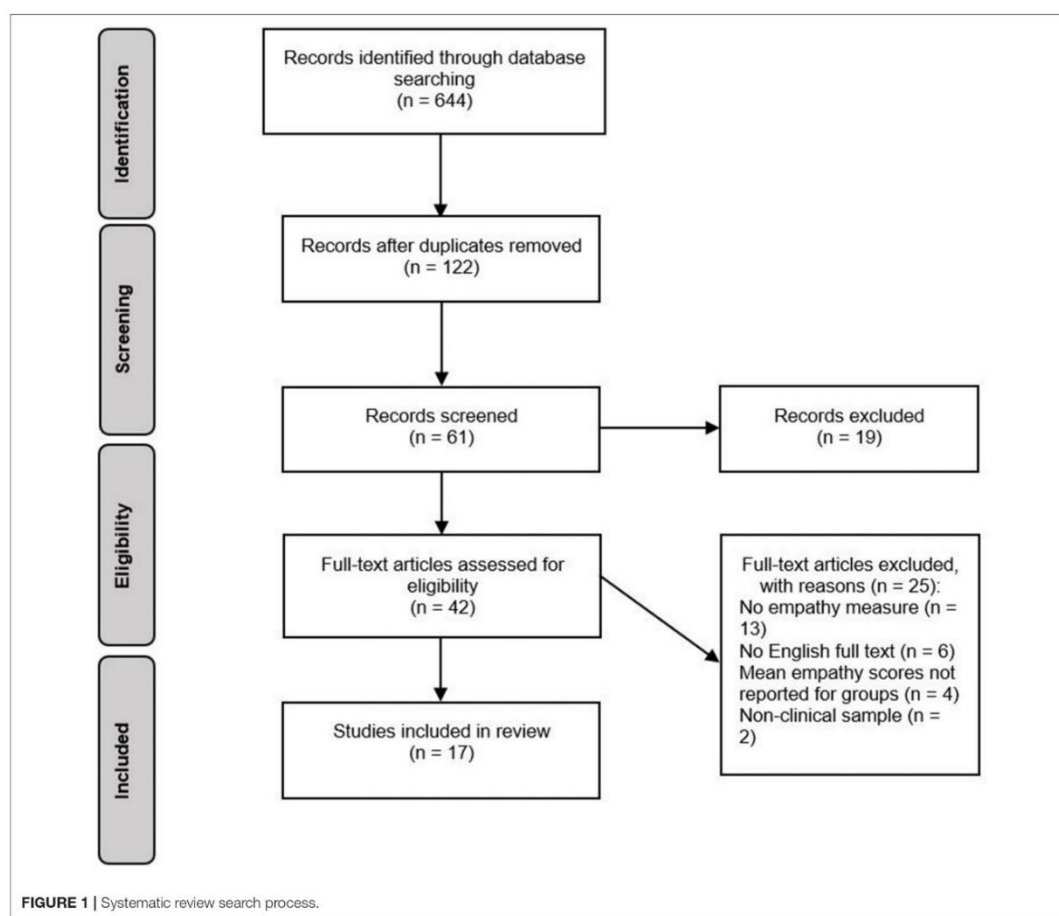 Identification
Records identified through database
searching
(n = 644)
Screening
Records after duplicates removed
(n = 122)
Records screened
(n = 61)
Records excluded
(n = 19)
Eligibility
Full-text articles assessed for
eligibility
(n = 42)
Full-text articles excluded,
with reasons (n = 25):
No empathy measure (n =
13)
No English full text (n = 6)
Mean empathy scores not
reported for groups (n = 4)
Non-clinical sample (n =
2)
Included
Studies included in review
(n = 17)
FIGURE 1 | Systematic review search process.